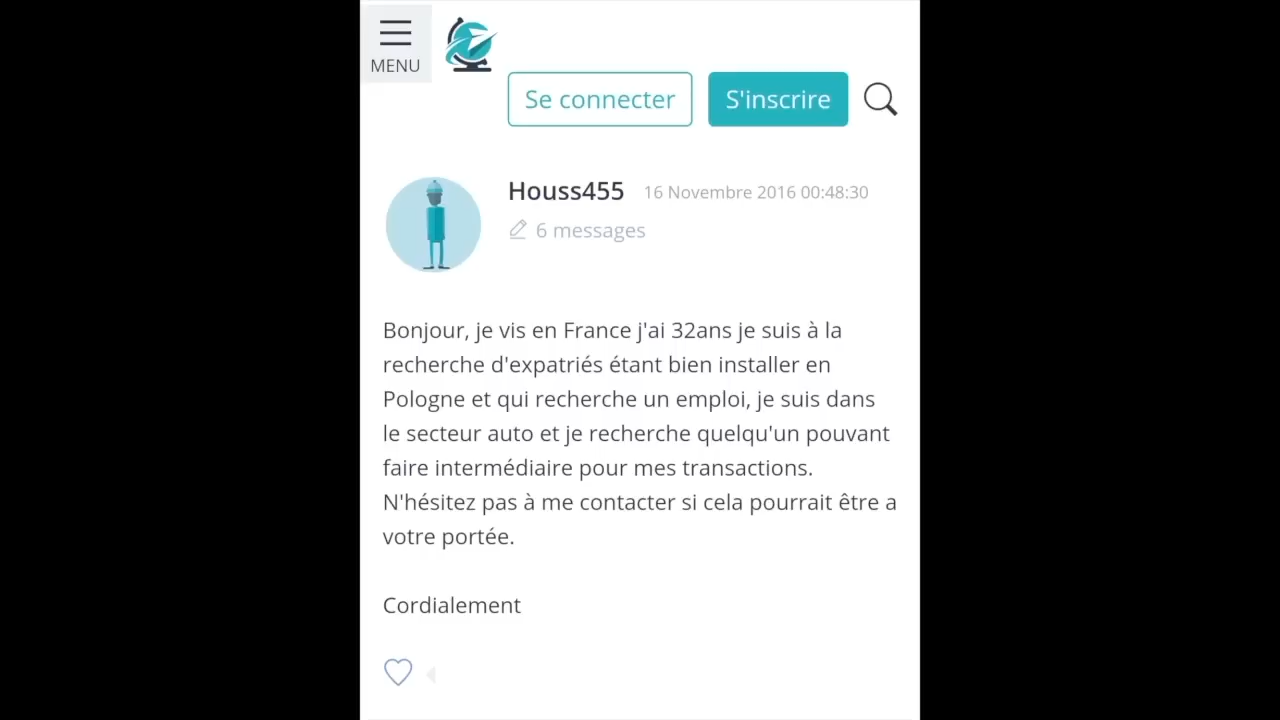 MENU
Se connecter
S'inscrire
Houss455 16 Novembre 2016 00:48:30
6 messages
Bonjour, je vis en France j'ai 32ans je suis à la
recherche d'expatriés étant bien installer en
Pologne et qui recherche un emploi, je suis dans
le secteur auto et je recherche quelqu'un pouvant
faire intermédiaire pour mes transactions.
N'hésitez pas à me contacter si cela pourrait être a
votre portée.
Cordialement